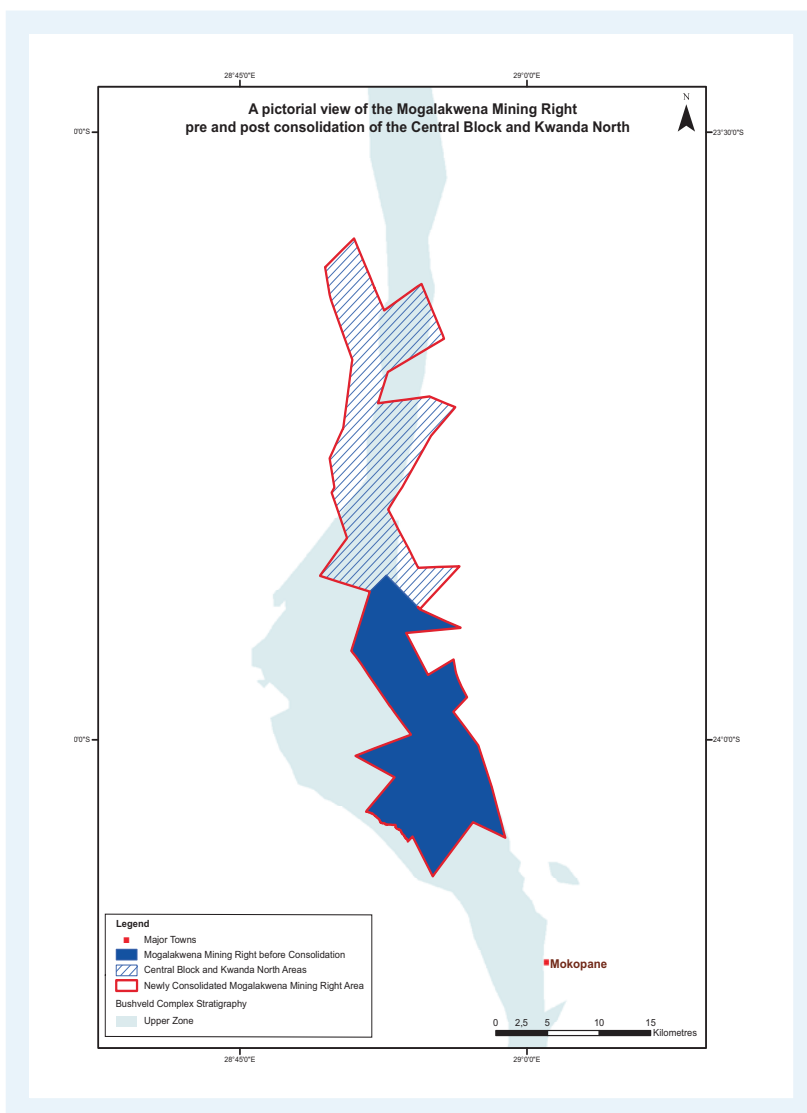 28°45'0"E 29°0'0"E
A pictorial view of the Mogalakwena Mining Right
pre and post consolidation of the Central Block and Kwanda North
N
0'0"S 23°30'0"S
0'0"S 24°0'0"S
Legend
Major Towns
Mogalakwena Mining Right before Consolidation
Central Block and Kwanda North Areas
Newly Consolidated Mogalakwena Mining Right Area
Bushveld Complex Stratigraphy
Upper Zone
Mokopane
0 2,5 5 10 15
Kilometres
28°45'0"E 29°0'0"E